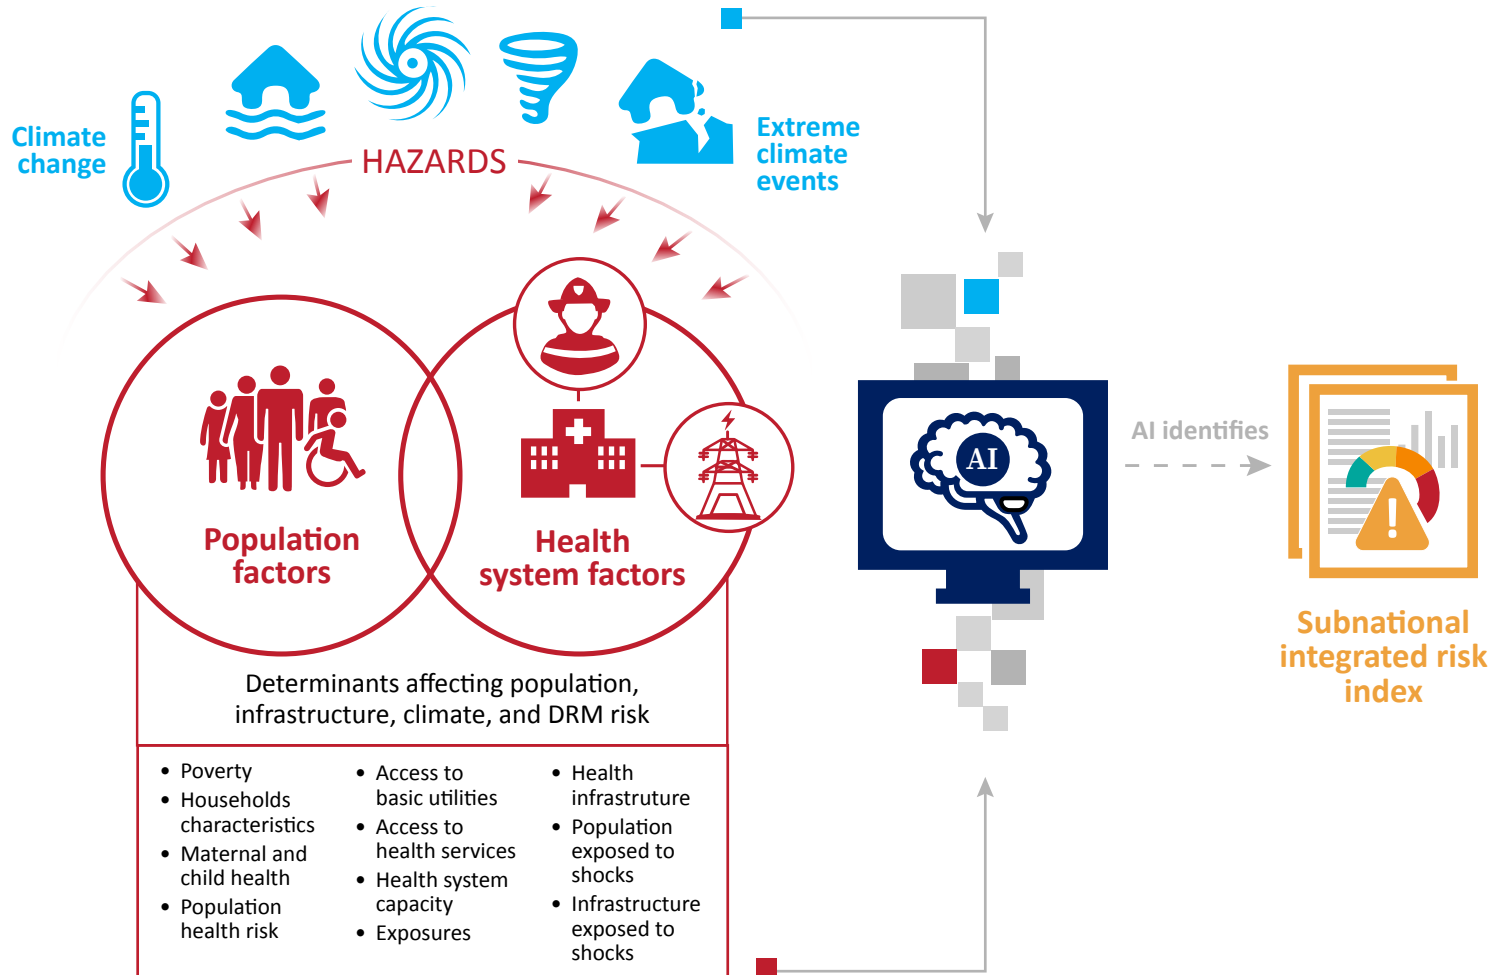 Climate
change
HAZARDS
Extreme
climate
events
Population
factors
Health
system factors
Determinants affecting population,
infrastructure, climate, and DRM risk
• Poverty
• Households
characteristics
• Maternal and
child health
• Population
health risk
• Access to
basic utilities
• Access to
health services
• Health system
capacity
• Exposures
• Health
infrastruture
• Population
exposed to
shocks
• Infrastructure
exposed to
shocks
AI
AI identifies
!
Subnational
integrated risk
index